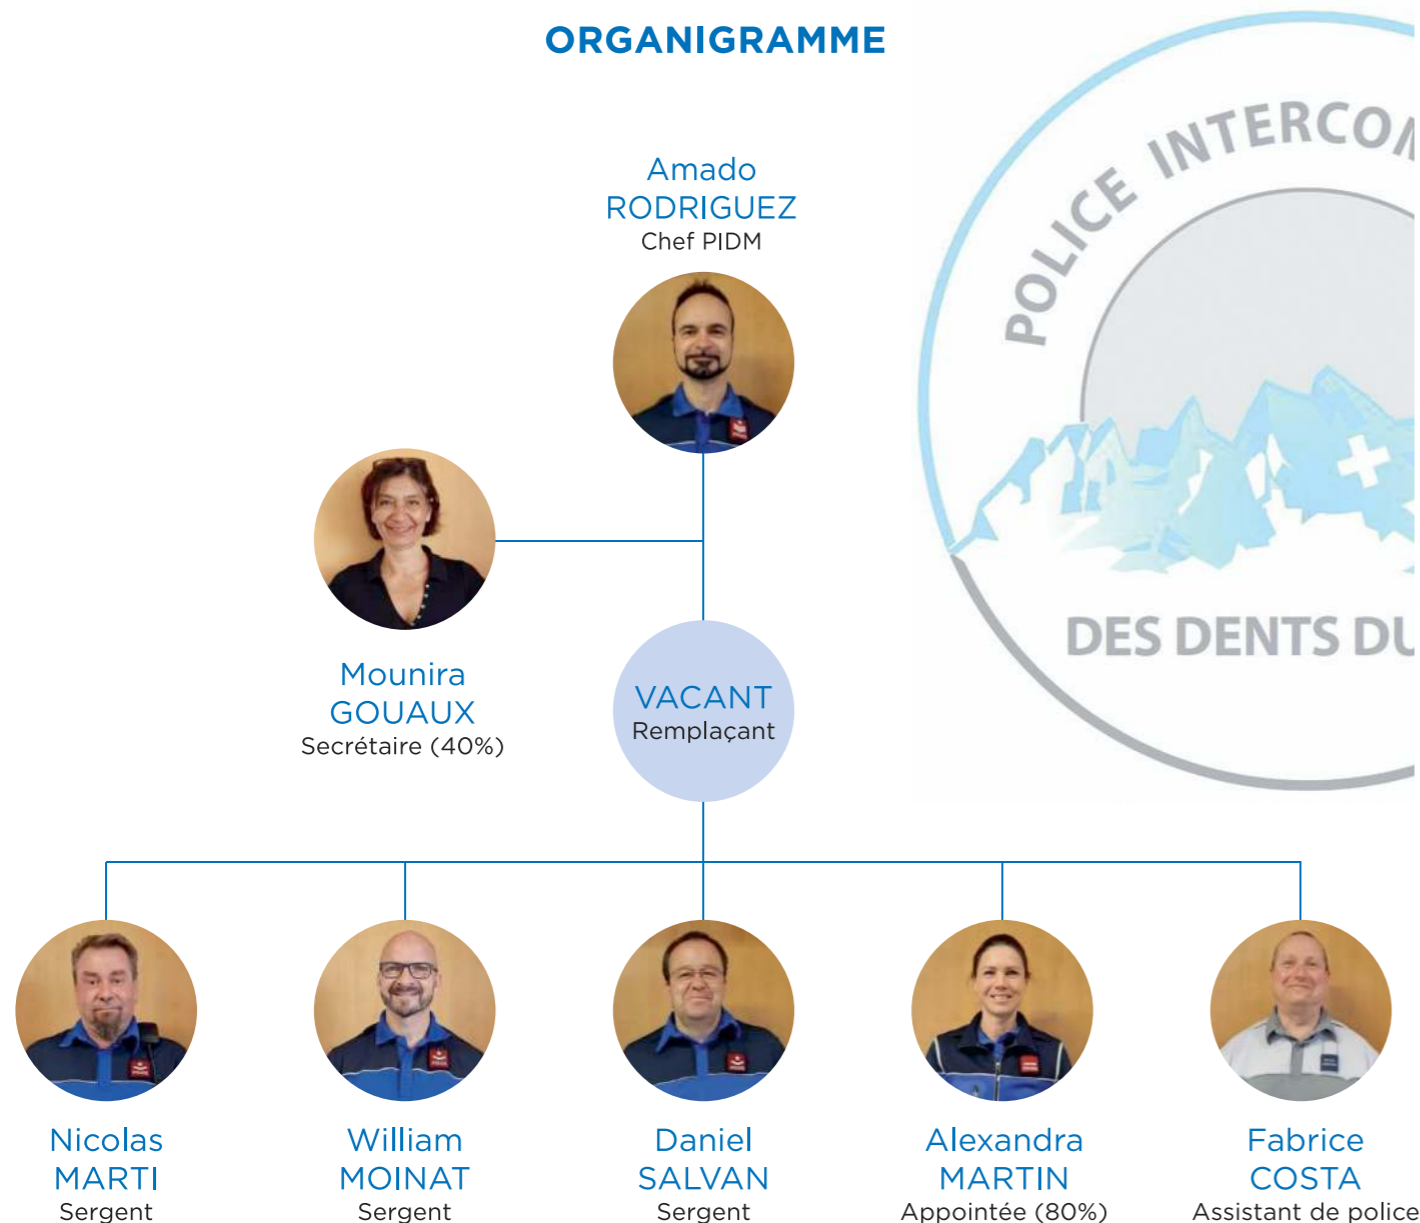 ORGANIGRAMME
POLICE INTERCOM
DES DENTS DU
Amado
RODRIGUEZ
Chef PIDM
Mounira
GOUAUX
Secrétaire (40%)
VACANT
Remplaçant
Nicolas
MARTI
Sergent
William
MOINAT
Sergent
Daniel
SALVAN
Sergent
Alexandra
MARTIN
Appointée (80%)
Fabrice
COSTA
Assistant de police